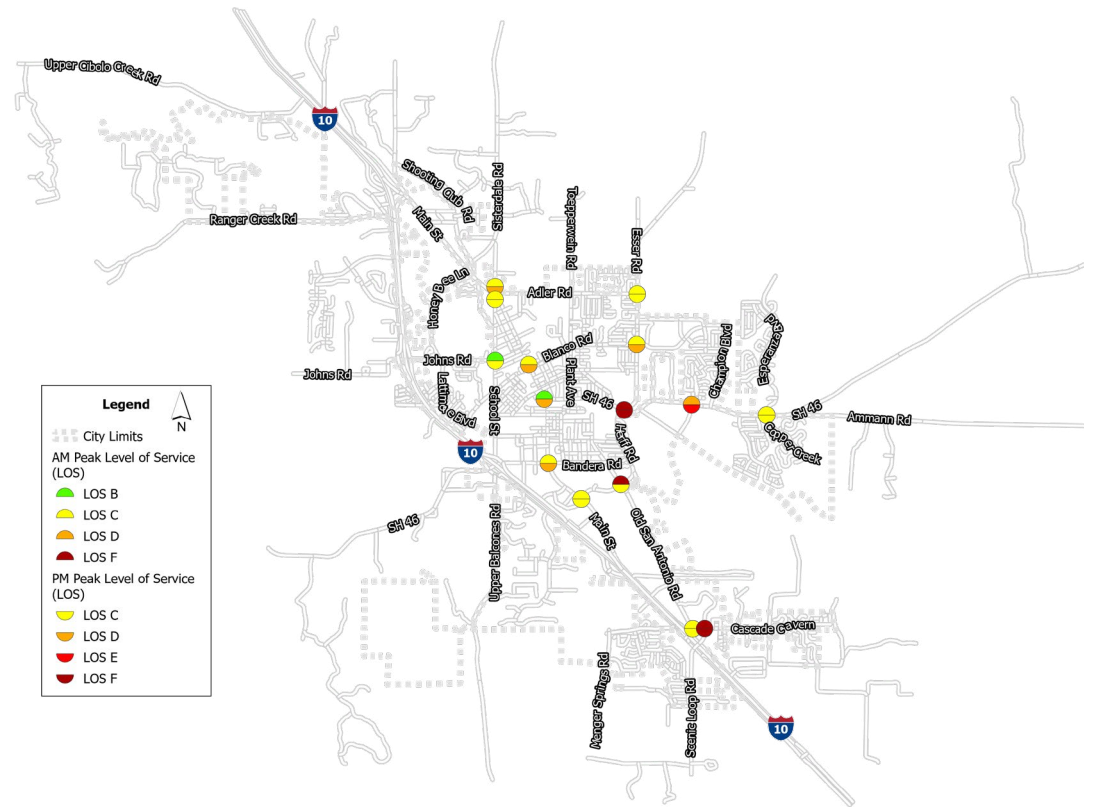 Upper Cibolo Creek Rd
10
Shooting Club Rd
Sisterdale Rd
Toepperwein Rd
Ranger Creek Rd
Main St
Esser Rd
Honey Bee Ln
Adler Rd
Esperanza Blvd
Champion Blvd
Blanco Rd
Johns Rd
Johns Rd
Plant Ave
Lattimore Blvd
School St
SH 46
SH 46
Ammann Rd
Herff Rd
Copper Creek
10
Bandera Rd
SH 46
Main St
Old San Antonio Rd
Upper Balcones Rd
Cascade Cavern
Menger Springs Rd
Scenic Loop Rd
10
Legend
N
City Limits
AM Peak Level of Service
(LOS)
LOS B
LOS C
LOS D
LOS F
PM Peak Level of Service
(LOS)
LOS C
LOS D
LOS E
LOS F